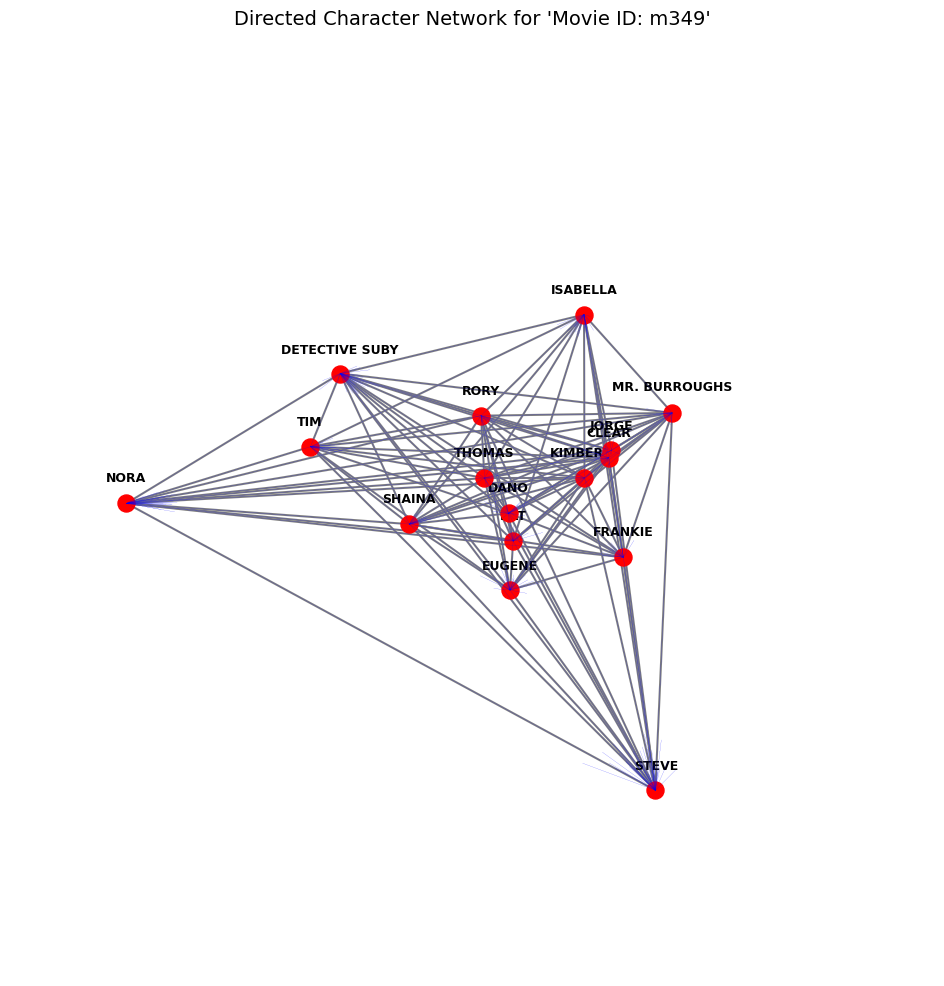 Directed Character Network for 'Movie ID: m349'
ISABELLA
DETECTIVE SUBY
MR. BURROUGHS
RORY
TIM
JORGE
CLEAR
THOMAS
NORA
DANO
SHAINA
FRANKIE
EUGENE
STEVE